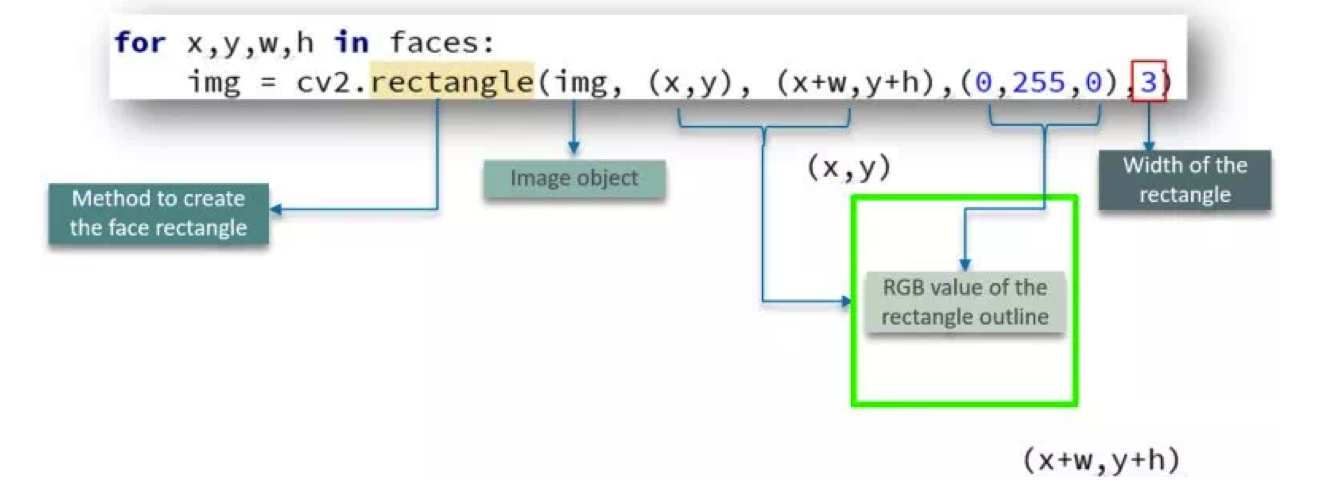 for x,y,w,h in faces:
img = cv2.rectangle(img, (x,y), (x+w,y+h),(0,255,0),3)
(x,y)
Image object
Width of the
rectangle
Method to create
the face rectangle
RGB value of the
rectangle outline
(x+w,y+h)